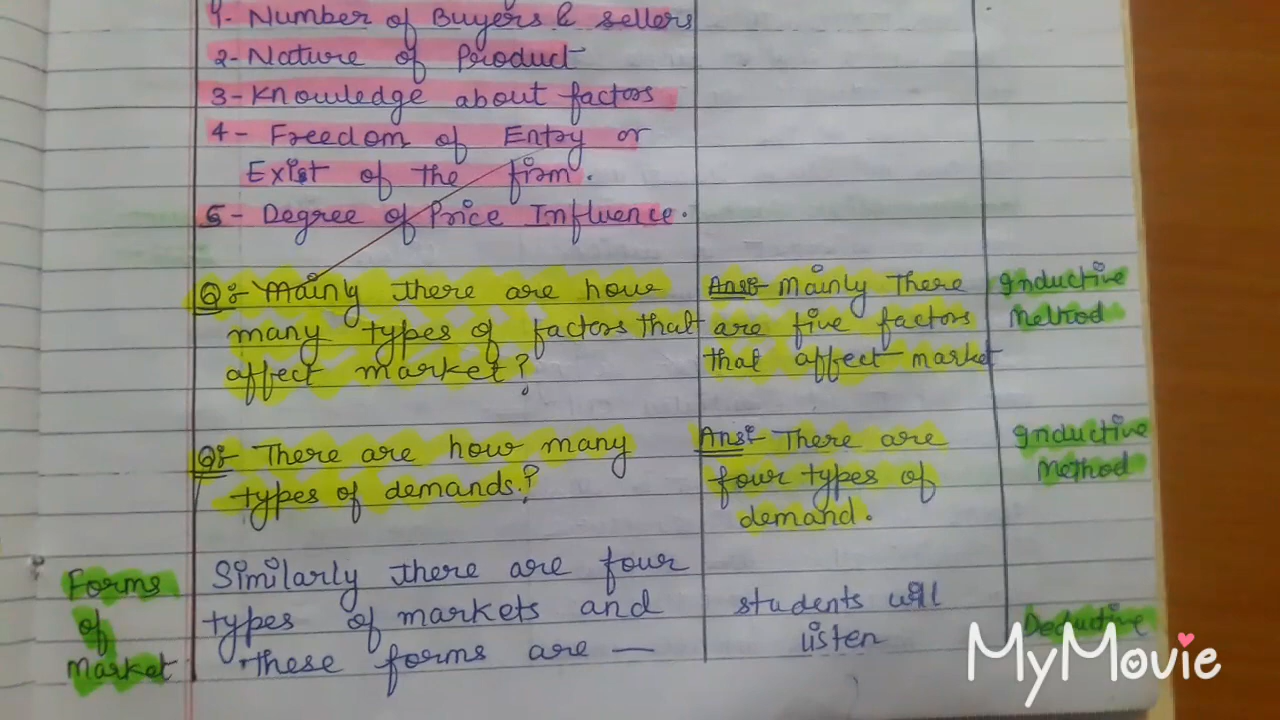 1- Number of Buyers & sellers
2- Nature of Product
3- Knowledge about factors
4- Freedom of Entry or
Exist of the firm.
5- Degree of Price Influence.
Q:- Mainly there are how
many types of factors that
affect market?
Ans:- Mainly there
are five factors
that affect market
Inductive
Method
Q:- There are how many
types of demands.?
Ans:- There are
four types of
demand.
Inductive
Method
Forms
of
Market
Similarly there are four
types of markets and
these forms are —
students will
listen
Deductive
MyMovie